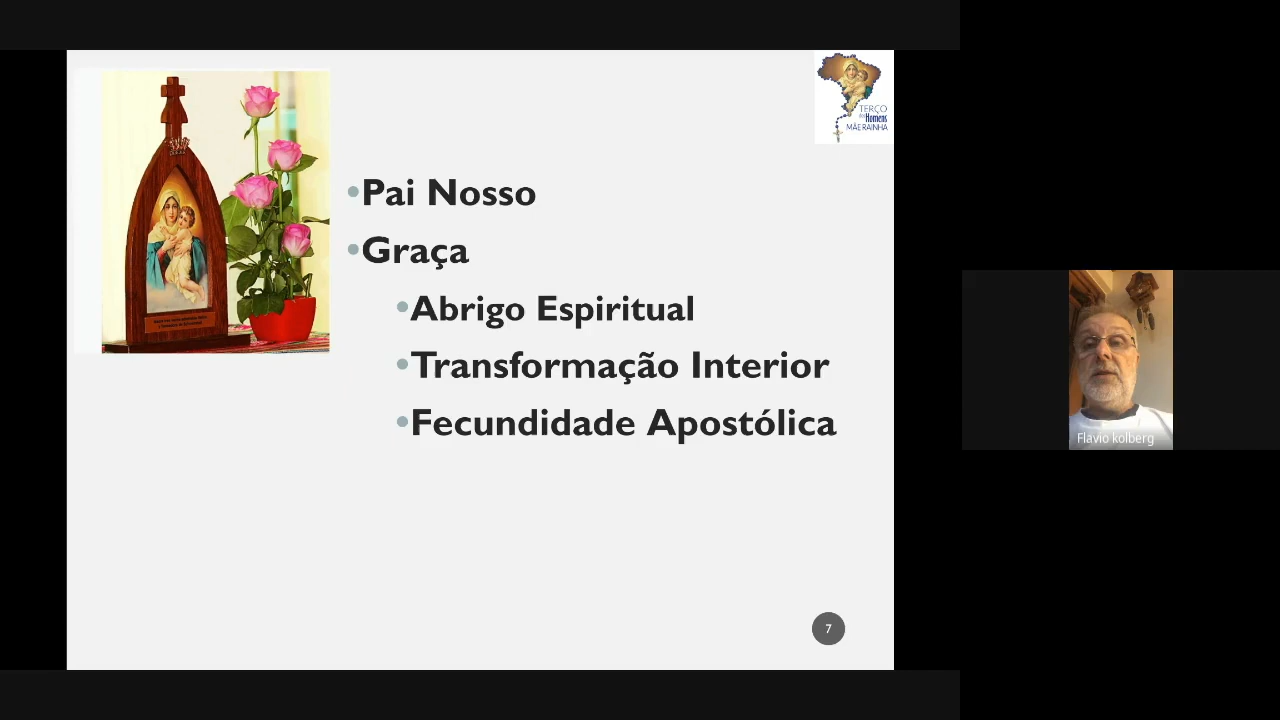 TERÇO
dos Homens
MÃE RAINHA
•Pai Nosso
•Graça
•Abrigo Espiritual
•Transformação Interior
•Fecundidade Apostólica
7
Flavio kolberg